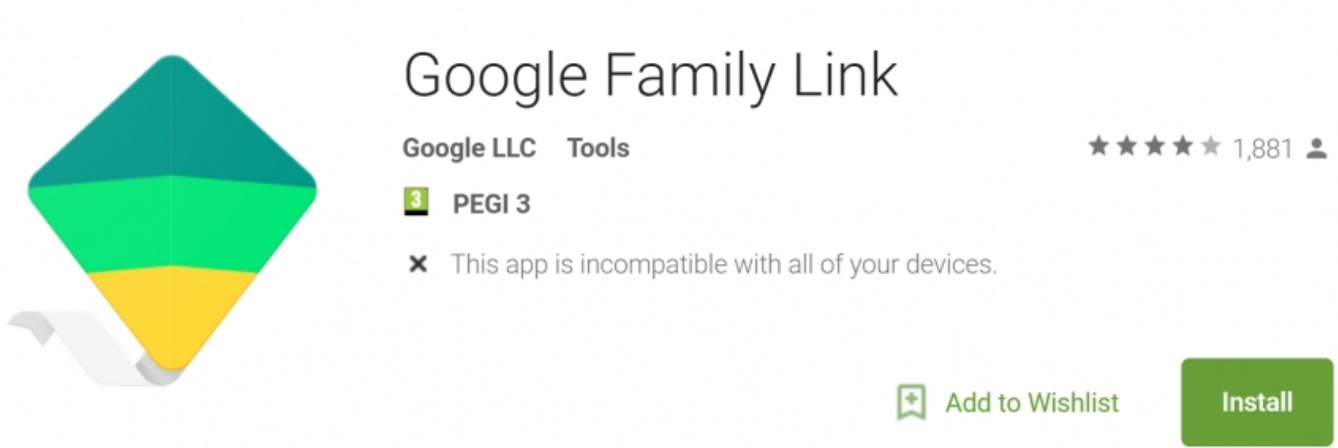 Google Family Link
Google LLC Tools 1,881
3 PEGI 3
This app is incompatible with all of your devices.
Add to Wishlist Install